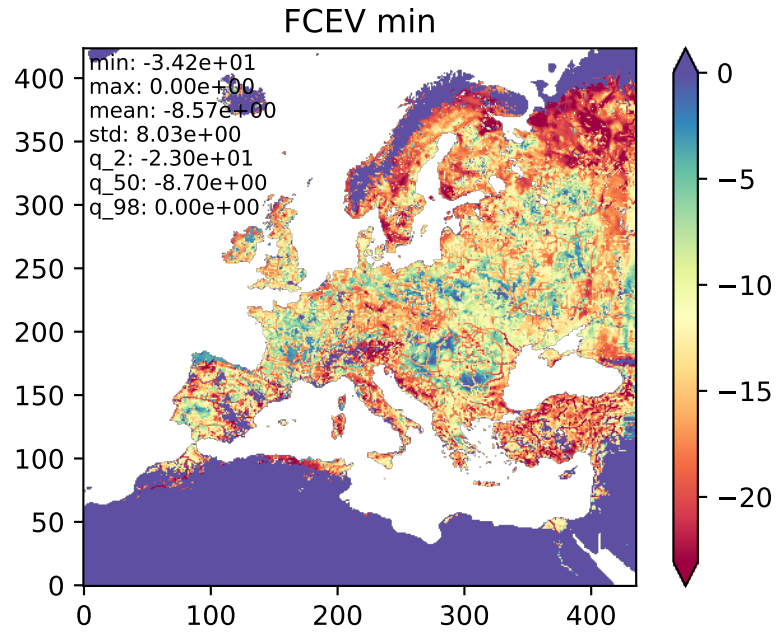 FCEV min
min: -3.42e+01
max: 0.00e+00
mean: -8.57e+00
std: 8.03e+00
q_2: -2.30e+01
q_50: -8.70e+00
q_98: 0.00e+00
400
350
300
250
200
150
100
50
0
0 100 200 300 400
0
−5
−10
−15
−20